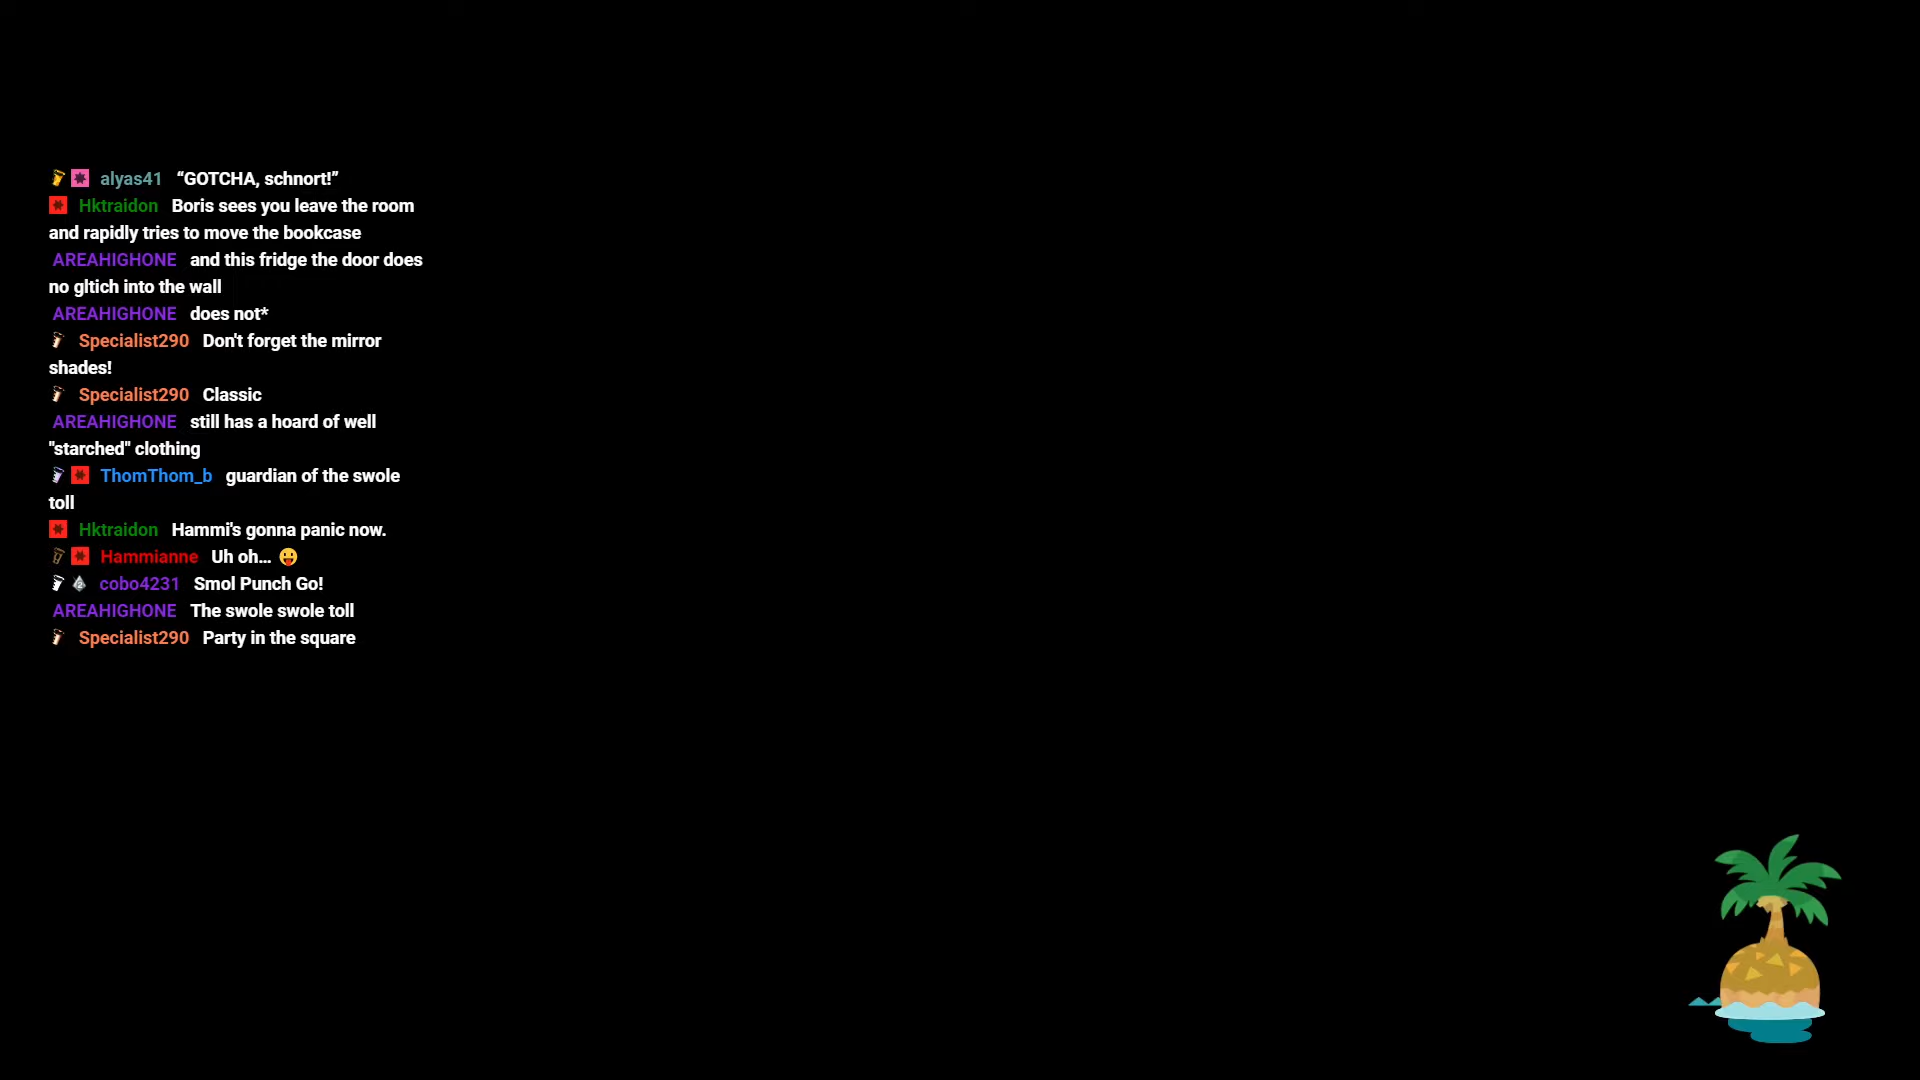 alyas41 “GOTCHA, schnort!”
Hktraidon Boris sees you leave the room
and rapidly tries to move the bookcase
AREAHIGHONE and this fridge the door does
no gltich into the wall
AREAHIGHONE does not*
Specialist290 Don't forget the mirror
shades!
Specialist290 Classic
AREAHIGHONE still has a hoard of well
"starched" clothing
ThomThom_b guardian of the swole
toll
Hktraidon Hammi's gonna panic now.
Hammianne Uh oh... 😛
cobo4231 Smol Punch Go!
AREAHIGHONE The swole swole toll
Specialist290 Party in the square